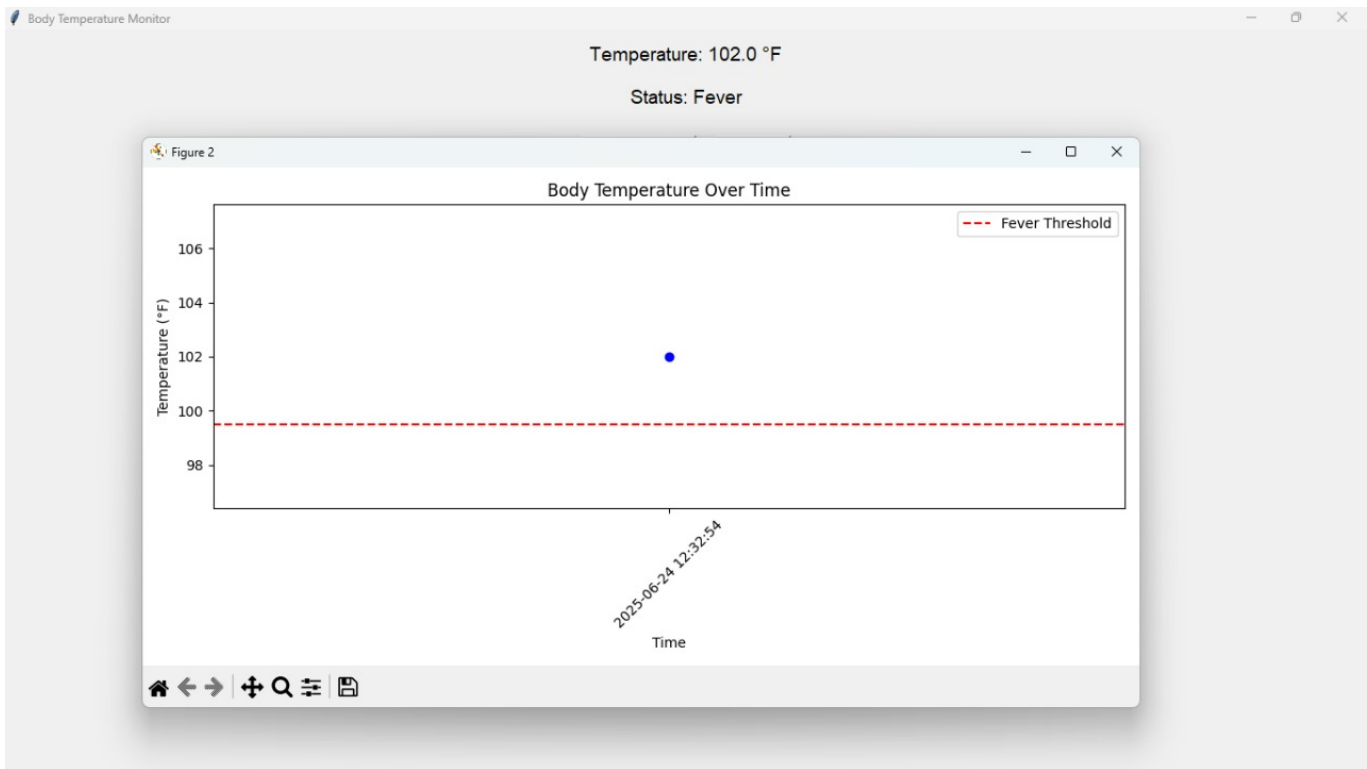 Body Temperature Monitor
Temperature: 102.0 °F
Status: Fever
Figure 2
Body Temperature Over Time
Fever Threshold
106
104
102
100
98
Temperature (°F)
2025-06-24 12:32:54
Time